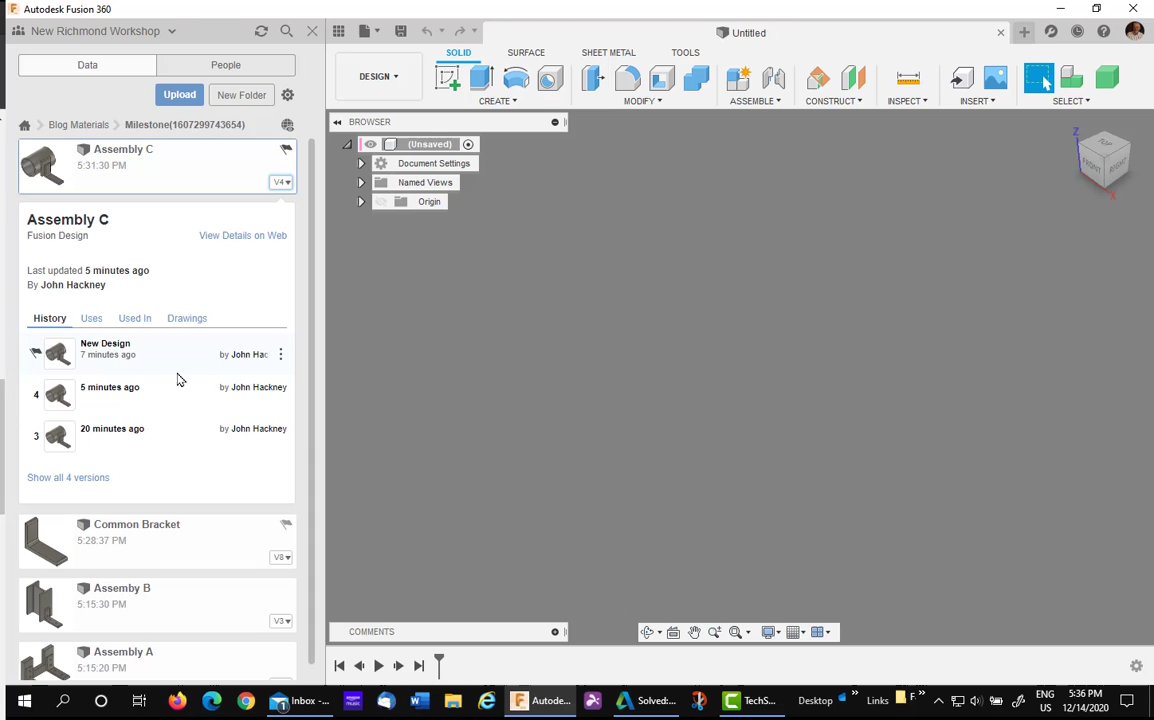 Autodesk Fusion 360
New Richmond Workshop
Untitled
Data
People
Upload
New Folder
Blog Materials
Milestone(1607299743654)
DESIGN
SOLID
SURFACE
SHEET METAL
TOOLS
CREATE
MODIFY
ASSEMBLE
CONSTRUCT
INSPECT
INSERT
SELECT
BROWSER
(Unsaved)
Document Settings
Named Views
Origin
Z
TOP
FRONT
RIGHT
X
Assembly C
5:31:30 PM
V4
Assembly C
Fusion Design
View Details on Web
Last updated 5 minutes ago
By John Hackney
History
Uses
Used In
Drawings
New Design
7 minutes ago
by John Hac
4
5 minutes ago
by John Hackney
3
20 minutes ago
by John Hackney
Show all 4 versions
Common Bracket
5:28:37 PM
V8
Assemby B
5:15:30 PM
V3
Assembly A
5:15:20 PM
COMMENTS
Inbox - ...
Autode...
Solved:...
TechS...
Desktop
Links
F...
ENG
US
5:36 PM
12/14/2020